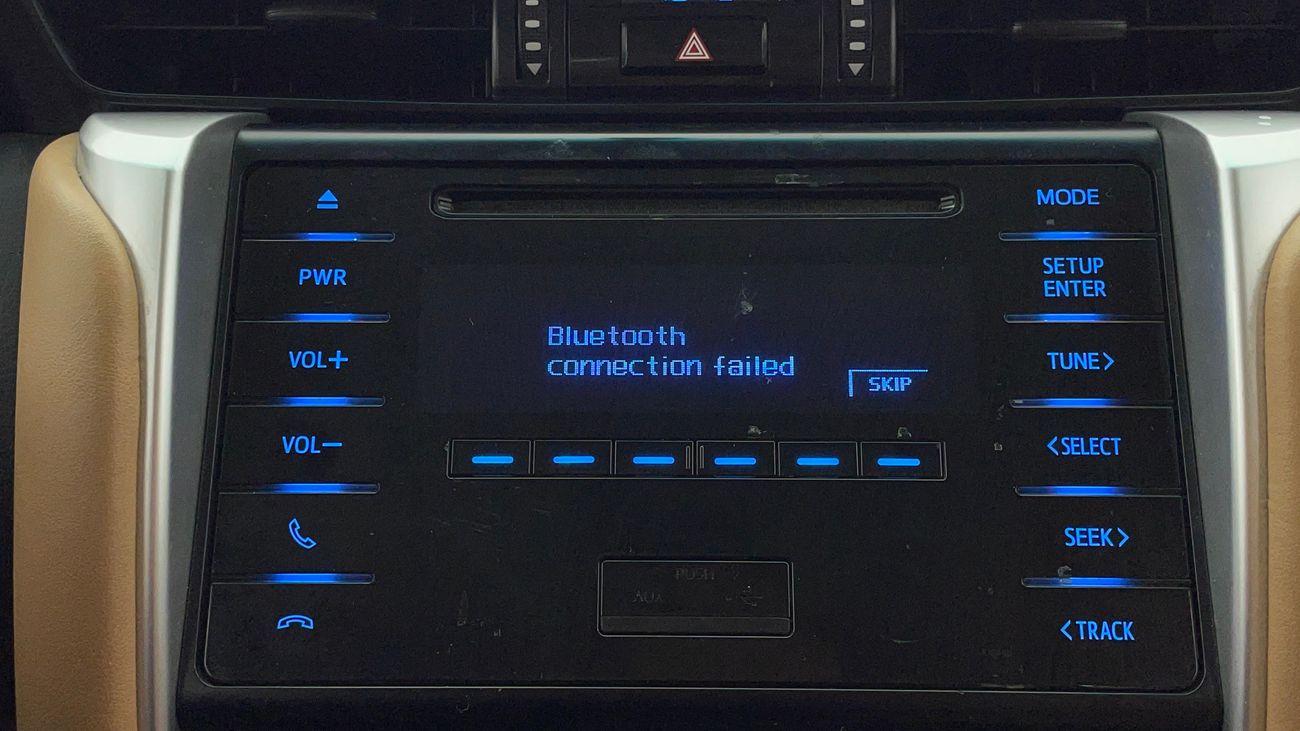 MODE
PWR
SETUP
ENTER
VOL+
Bluetooth
connection failed
SKIP
TUNE>
VOL-
<SELECT
SEEK>
PUSH
AUX
<TRACK